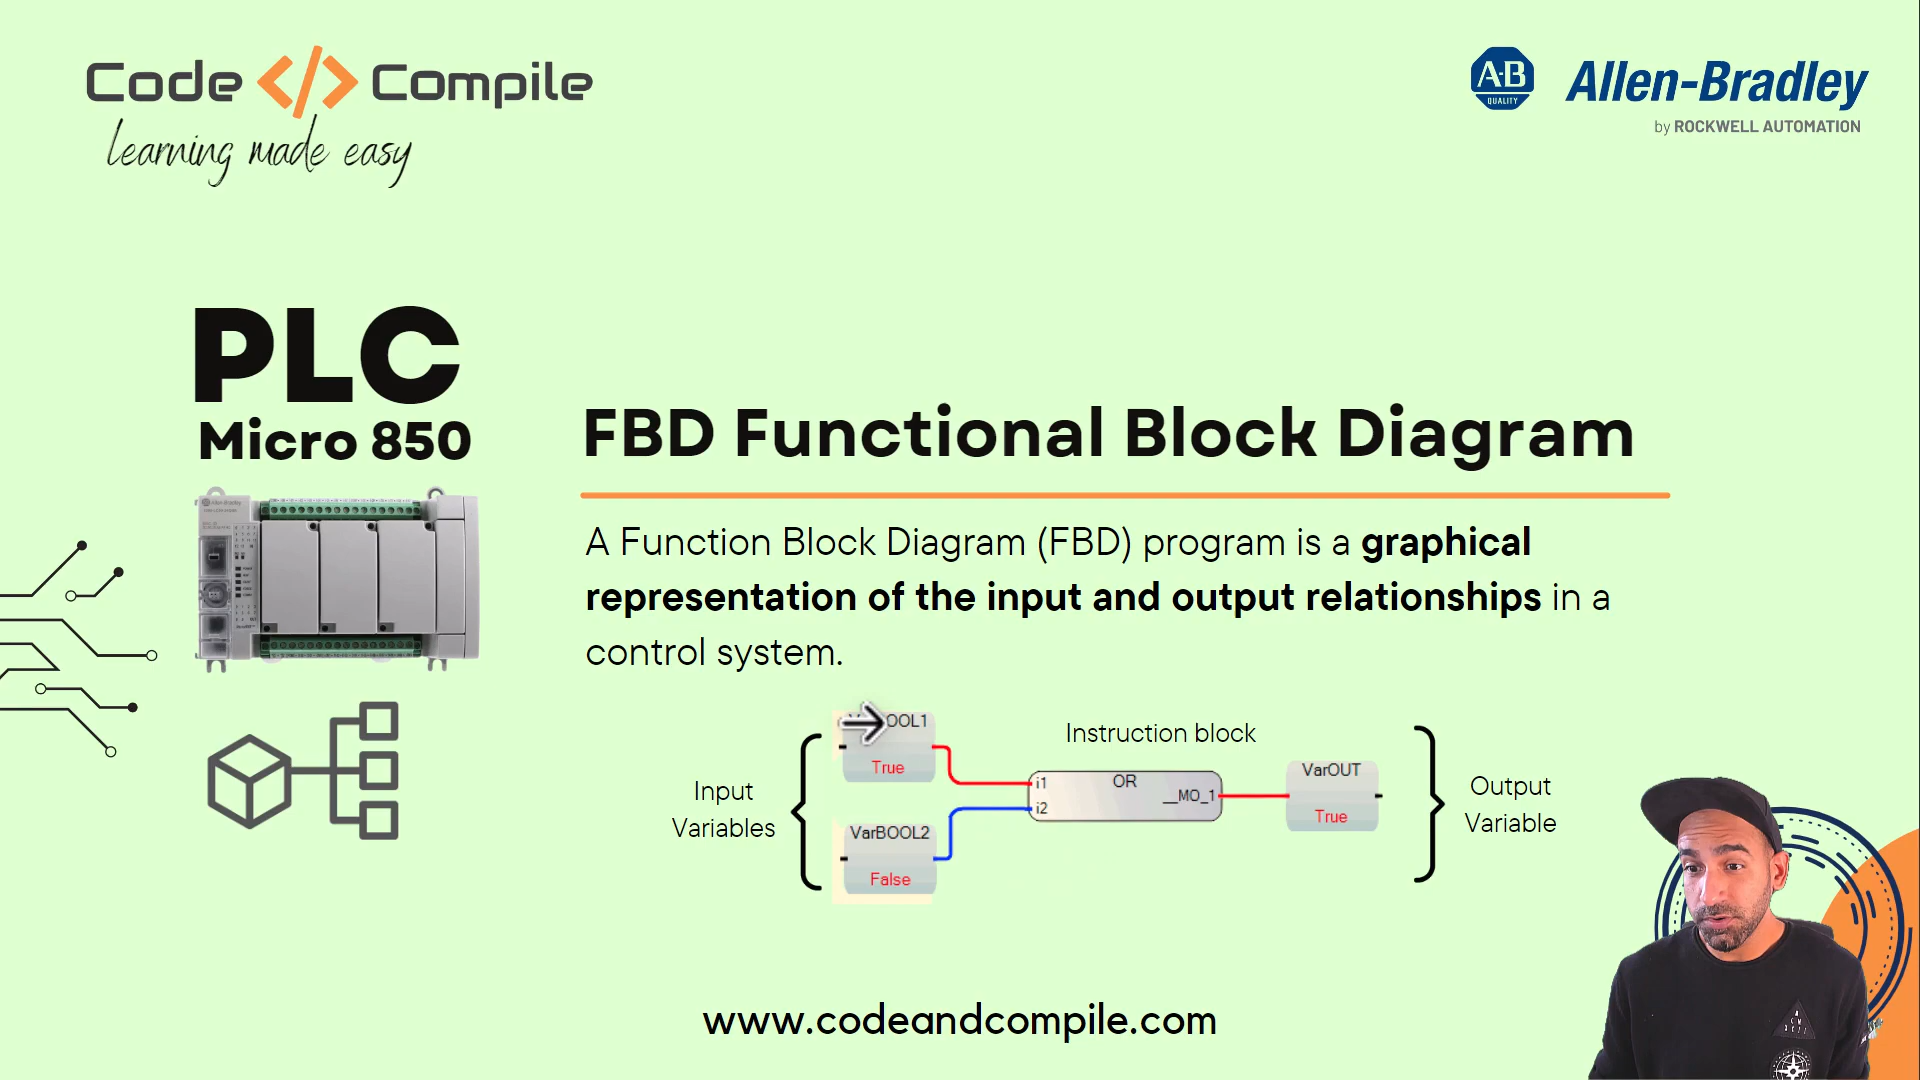 Code </> Compile
learning made easy
A-B
QUALITY
Allen-Bradley
by ROCKWELL AUTOMATION
PLC
Micro 850
FBD Functional Block Diagram
A Function Block Diagram (FBD) program is a graphical
representation of the input and output relationships in a
control system.
Input
Variables
OOL1
True
VarBOOL2
False
Instruction block
OR
i1
__MO_1
i2
VarOUT
True
Output
Variable
www.codeandcompile.com